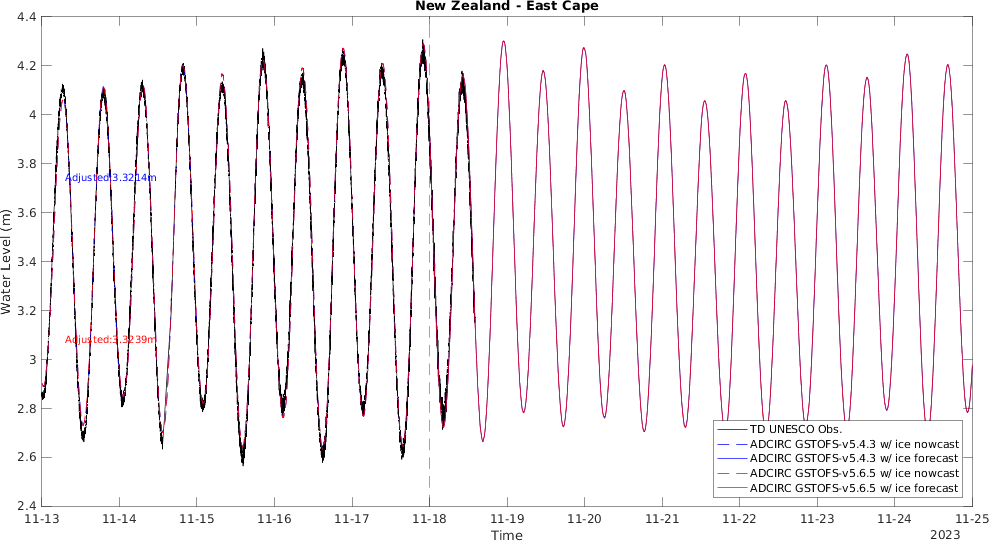 New Zealand - East Cape
4.4
4.2
4
3.8
3.6
3.4
3.2
3
2.8
2.6
2.4
Water Level (m)
Adjusted:3.3214m
Adjusted:3.3239m
TD UNESCO Obs.
ADCIRC GSTOFS-v5.4.3 w/ ice nowcast
ADCIRC GSTOFS-v5.4.3 w/ ice forecast
ADCIRC GSTOFS-v5.6.5 w/ ice nowcast
ADCIRC GSTOFS-v5.6.5 w/ ice forecast
11-13 11-14 11-15 11-16 11-17 11-18 11-19 11-20 11-21 11-22 11-23 11-24 11-25
Time
2023